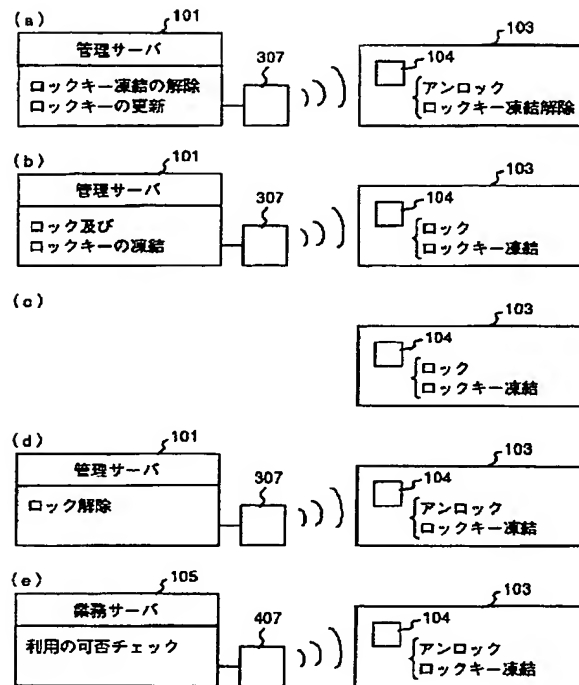 (a)
101
管理サーバ
ロックキー凍結の解除
ロックキーの更新
307
103
104
アンロック
ロックキー凍結解除
(b)
101
管理サーバ
ロック及び
ロックキーの凍結
307
103
104
ロック
ロックキー凍結
(c)
103
104
ロック
ロックキー凍結
(d)
101
管理サーバ
ロック解除
307
103
104
アンロック
ロックキー凍結
(e)
105
業務サーバ
利用の可否チェック
407
103
104
アンロック
ロックキー凍結